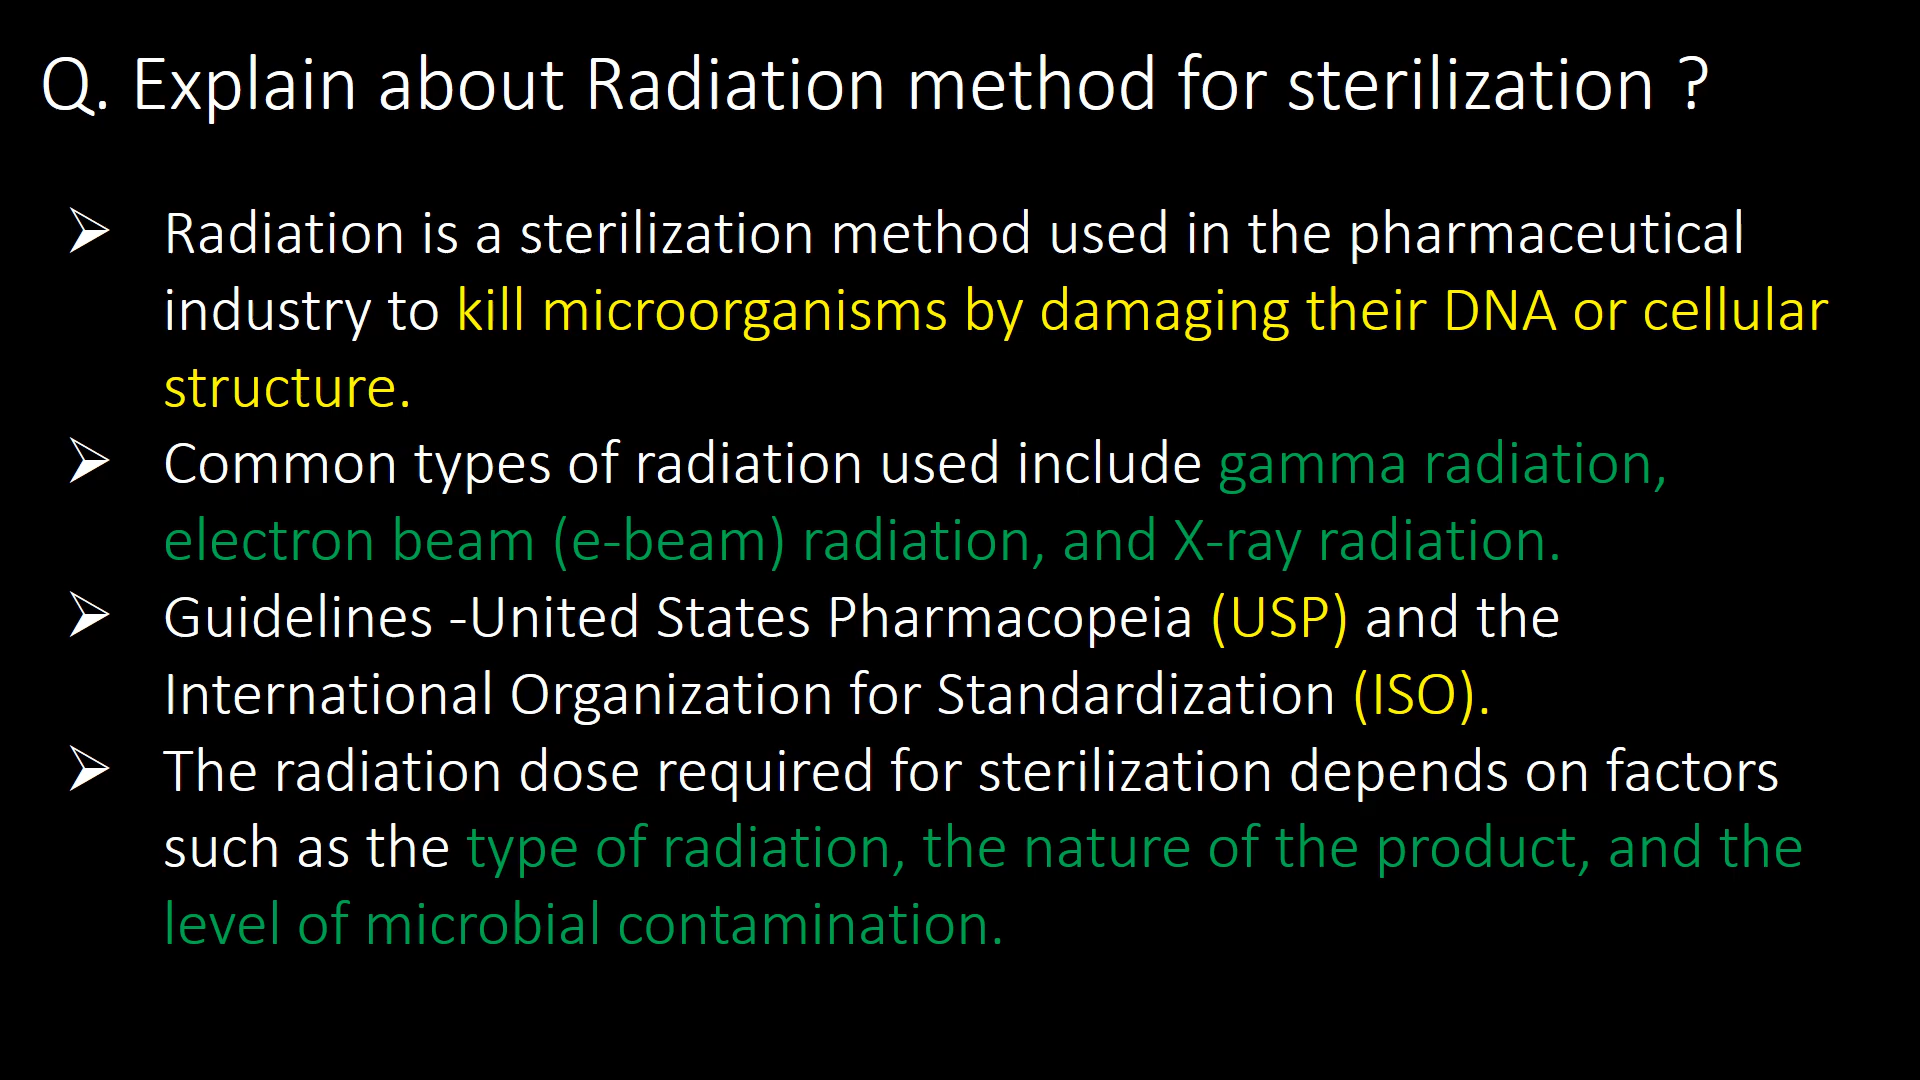 Q. Explain about Radiation method for sterilization ?
➢ Radiation is a sterilization method used in the pharmaceutical
industry to kill microorganisms by damaging their DNA or cellular
structure.
➢ Common types of radiation used include gamma radiation,
electron beam (e-beam) radiation, and X-ray radiation.
➢ Guidelines -United States Pharmacopeia (USP) and the
International Organization for Standardization (ISO).
➢ The radiation dose required for sterilization depends on factors
such as the type of radiation, the nature of the product, and the
level of microbial contamination.